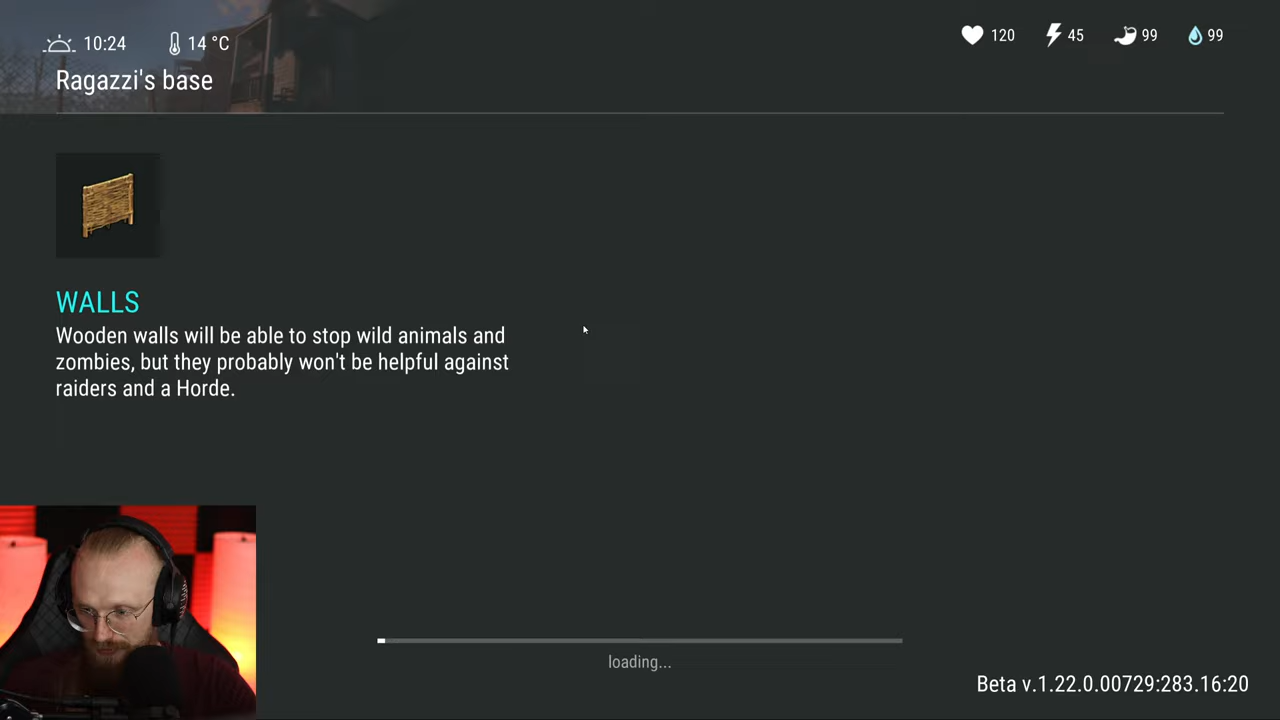 10:24 14 °C 120 45 99 99
Ragazzi's base
WALLS
Wooden walls will be able to stop wild animals and
zombies, but they probably won't be helpful against
raiders and a Horde.
loading...
Beta v.1.22.0.00729:283.16:20